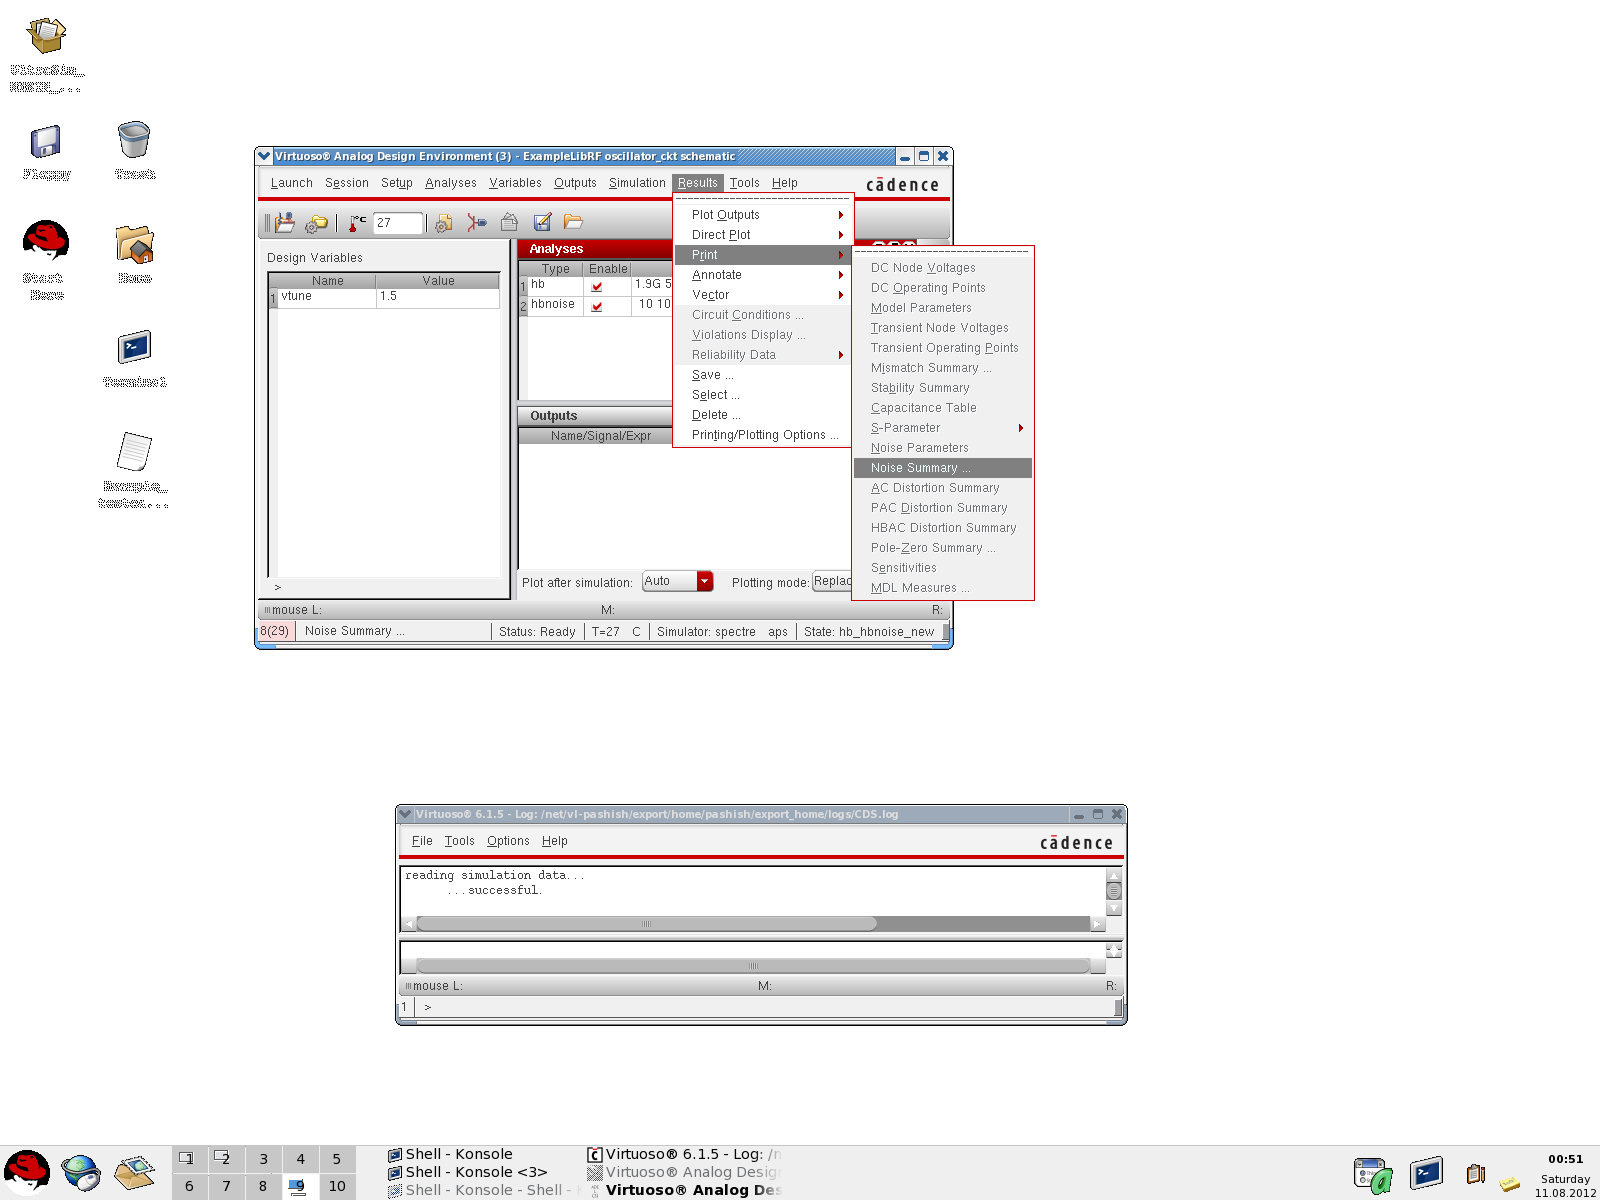 Virtuoso® Analog Design Environment (3) - ExampleLibRF oscillator_ckt schematic
Launch Session Setup Analyses Variables Outputs Simulation Results Tools Help
cādence
27
Design Variables
Name Value
1 vtune 1.5
>
Analyses
Type Enable
1 hb 1.9G 5
2 hbnoise 10 10
Outputs
Name/Signal/Expr
Plot after simulation: Auto Plotting mode: Replac
Plot Outputs
Direct Plot
Print
Annotate
Vector
Circuit Conditions ...
Violations Display ...
Reliability Data
Save ...
Select ...
Delete ...
Printing/Plotting Options ...
DC Node Voltages
DC Operating Points
Model Parameters
Transient Node Voltages
Transient Operating Points
Mismatch Summary ...
Stability Summary
Capacitance Table
S-Parameter
Noise Parameters
Noise Summary ...
AC Distortion Summary
PAC Distortion Summary
HBAC Distortion Summary
Pole-Zero Summary ...
Sensitivities
MDL Measures ...
mouse L: M: R:
8(29) Noise Summary ... Status: Ready T=27 C Simulator: spectre aps State: hb_hbnoise_new
Virtuoso® 6.1.5 - Log: /net/vl-pashish/export/home/pashish/export_home/logs/CDS.log
File Tools Options Help
cādence
reading simulation data...
...successful.
mouse L: M: R:
1 >
1 2 3 4 5
6 7 8 9 10
Shell - Konsole
Shell - Konsole <3>
Shell - Konsole - Shell -
Virtuoso® 6.1.5 - Log: /n
Virtuoso® Analog Design
Virtuoso® Analog Des
00:51
Saturday
11.08.2012